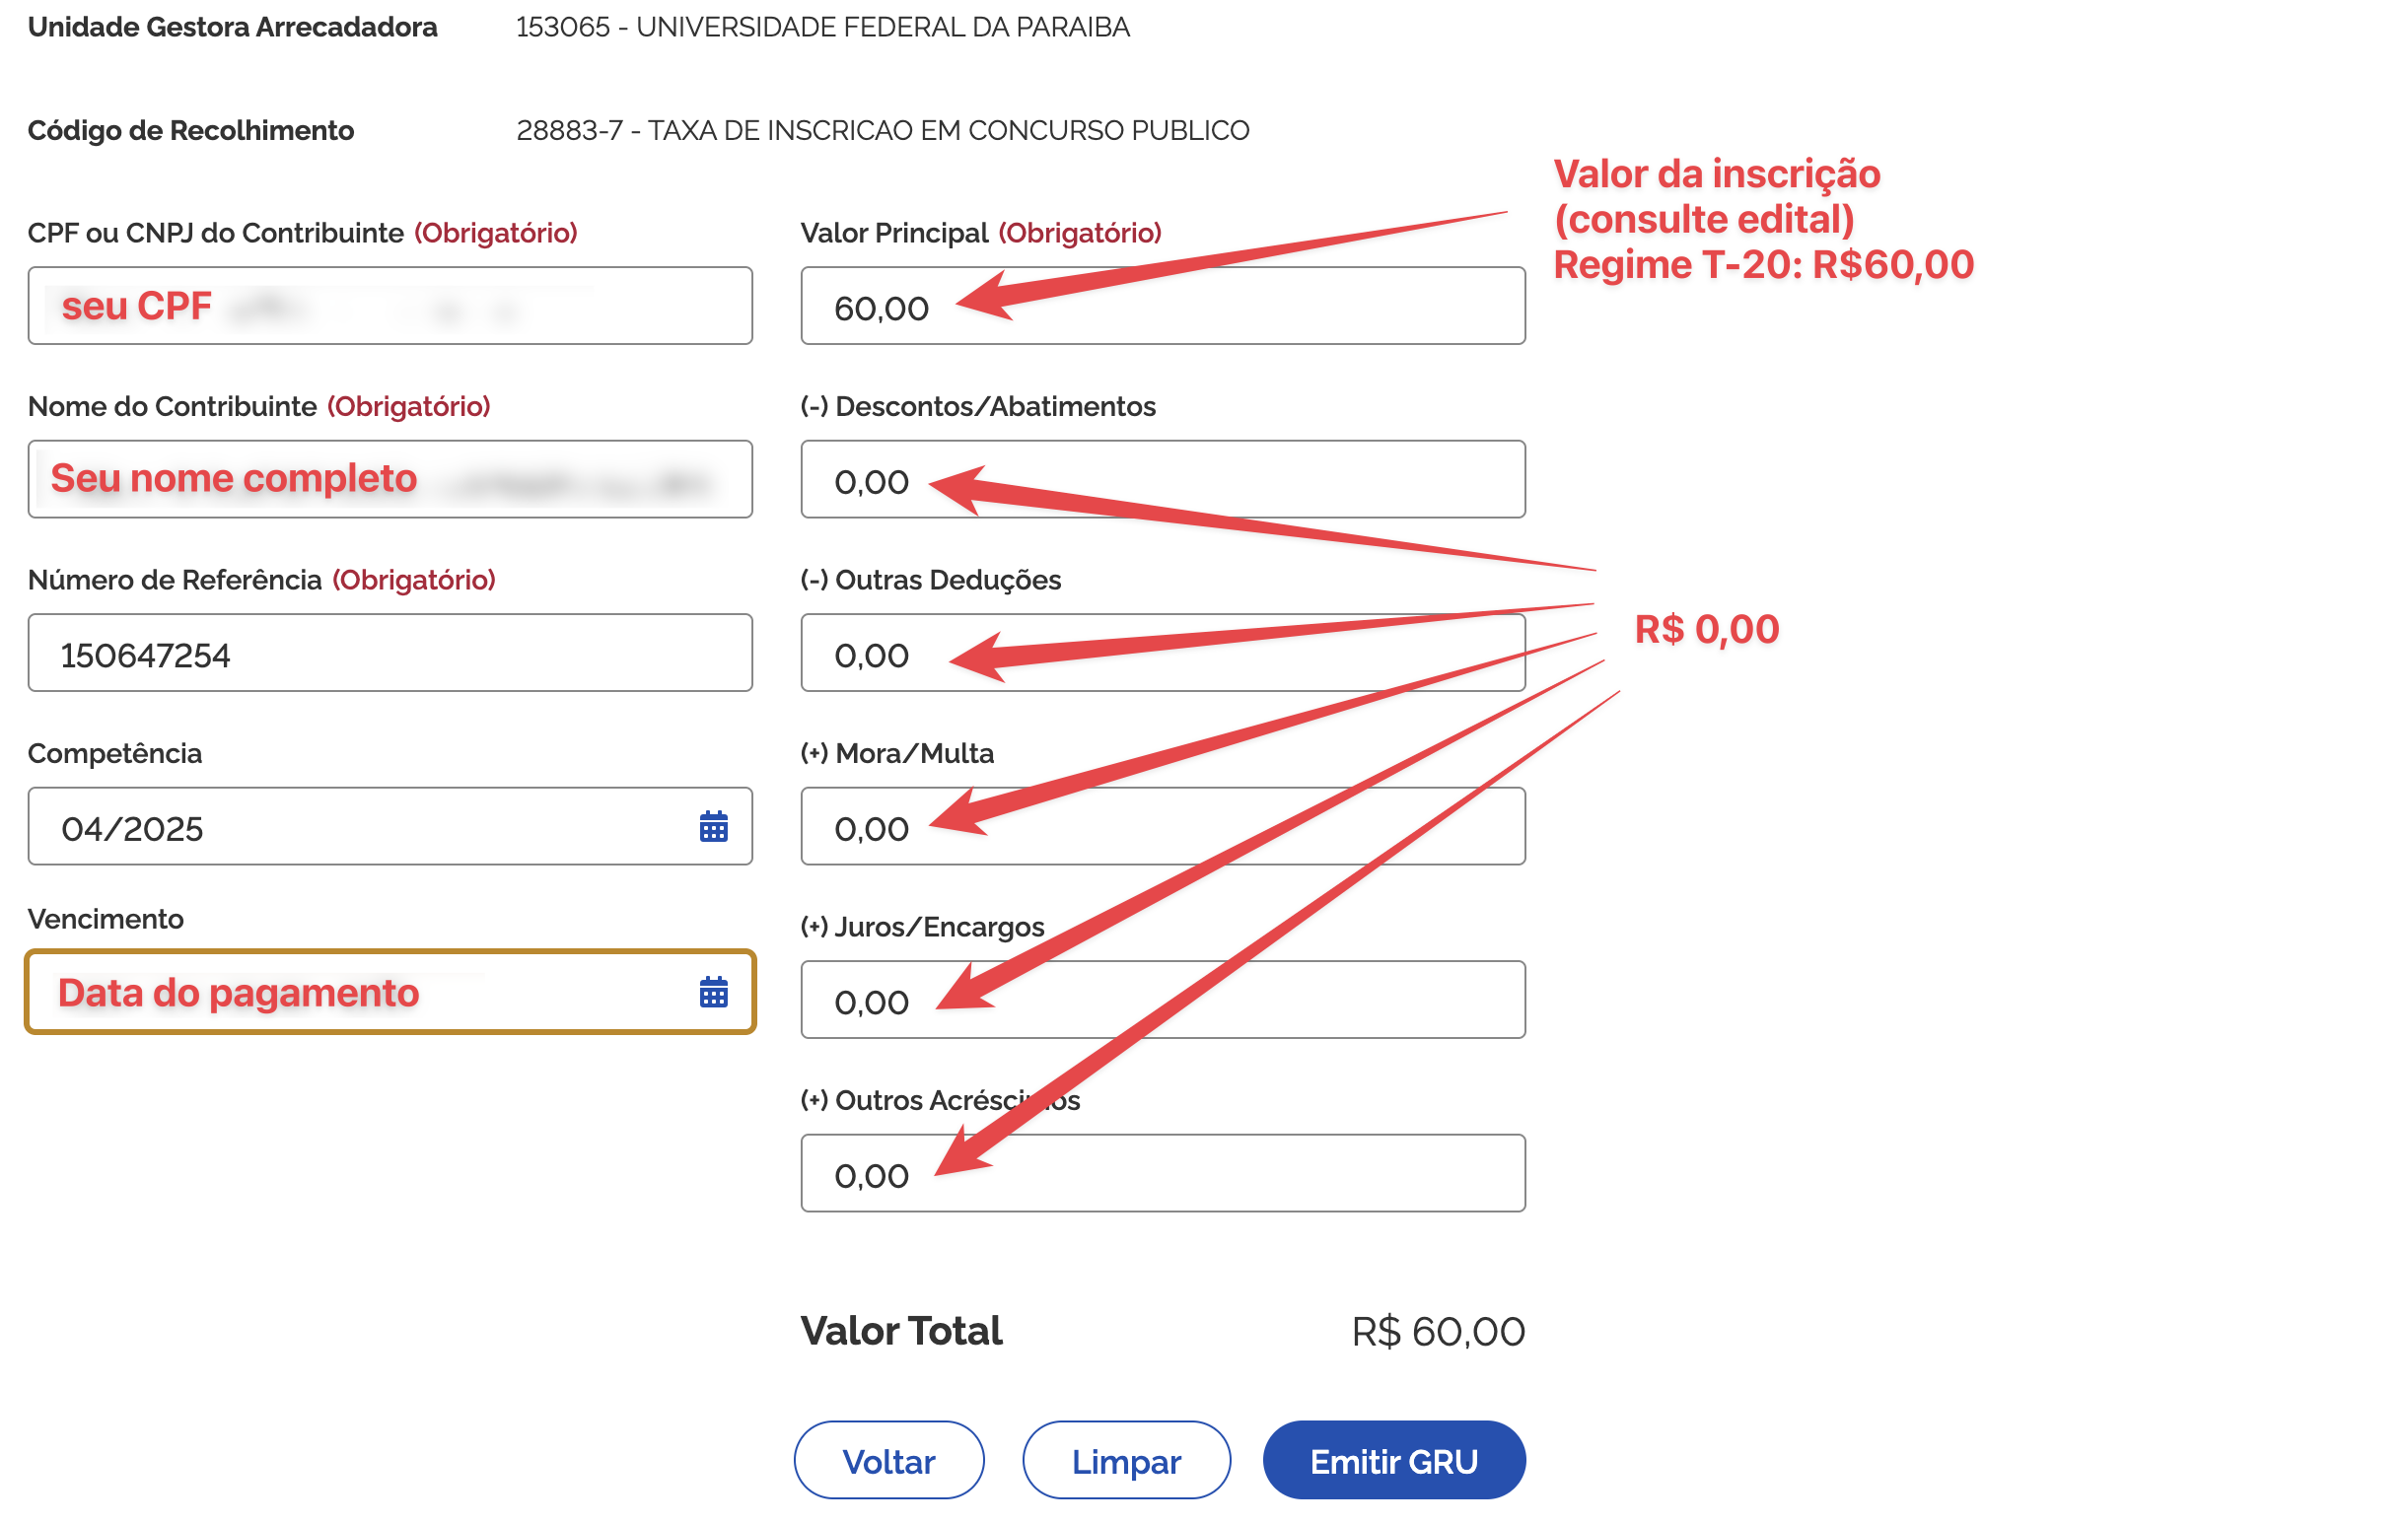 Unidade Gestora Arrecadadora 153065 - UNIVERSIDADE FEDERAL DA PARAIBA
Código de Recolhimento 28883-7 - TAXA DE INSCRICAO EM CONCURSO PUBLICO
Valor da inscrição
(consulte edital)
Regime T-20: R$60,00
CPF ou CNPJ do Contribuinte (Obrigatório)
seu CPF
Nome do Contribuinte (Obrigatório)
Seu nome completo
Número de Referência (Obrigatório)
150647254
Competência
04/2025
Vencimento
Data do pagamento
Valor Principal (Obrigatório)
60,00
(-) Descontos/Abatimentos
0,00
(-) Outras Deduções
0,00
(+) Mora/Multa
0,00
(+) Juros/Encargos
0,00
(+) Outros Acréscimos
0,00
R$ 0,00
Valor Total R$ 60,00
Voltar Limpar Emitir GRU